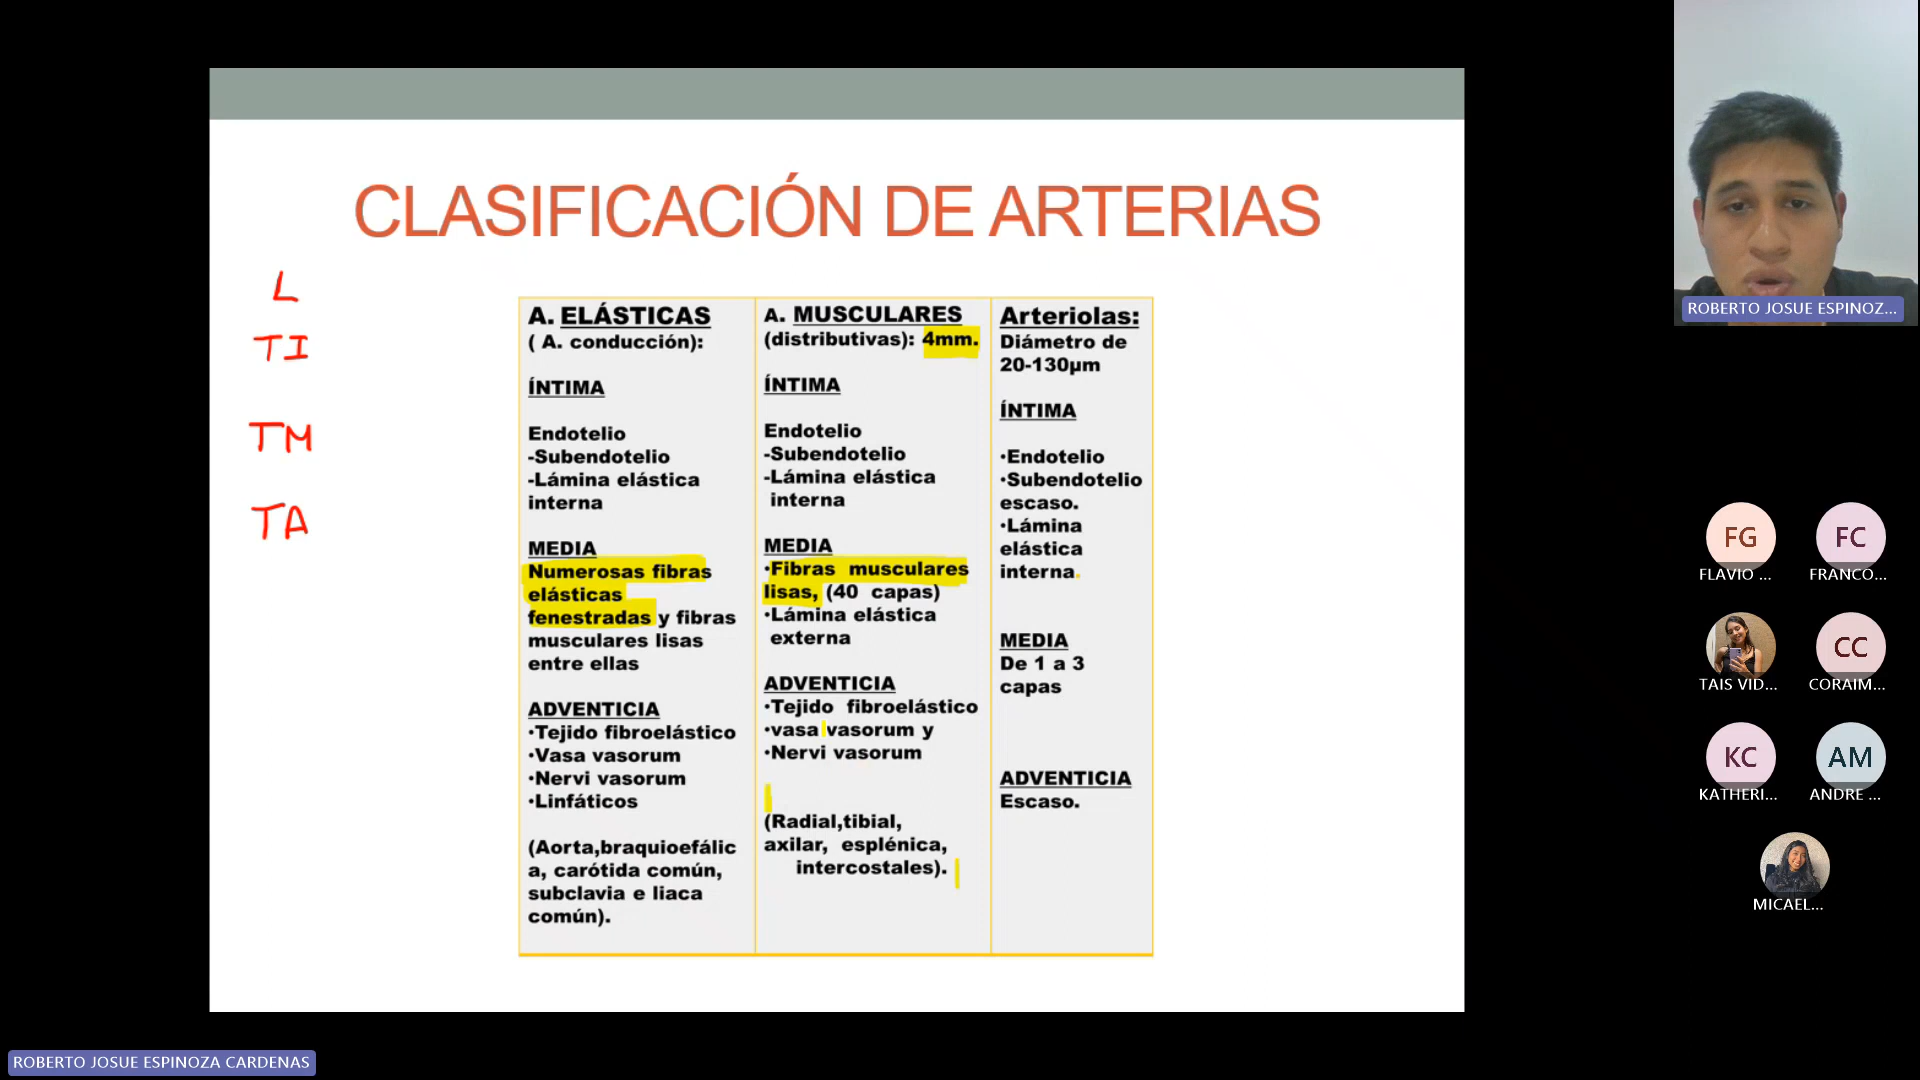 CLASIFICACIÓN DE ARTERIAS
L
TI
TM
TA
A. ELÁSTICAS
( A. conducción):
ÍNTIMA
Endotelio
-Subendotelio
-Lámina elástica
interna
MEDIA
Numerosas fibras
elásticas
fenestradas y fibras
musculares lisas
entre ellas
ADVENTICIA
•Tejido fibroelástico
•Vasa vasorum
•Nervi vasorum
•Linfáticos
(Aorta,braquioefálic
a, carótida común,
subclavia e liaca
común).
A. MUSCULARES
(distributivas): 4mm.
ÍNTIMA
Endotelio
-Subendotelio
-Lámina elástica
interna
MEDIA
•Fibras musculares
lisas, (40 capas)
•Lámina elástica
externa
ADVENTICIA
•Tejido fibroelástico
•vasa vasorum y
•Nervi vasorum
(Radial,tibial,
axilar, esplénica,
intercostales).
Arteriolas:
Diámetro de
20-130µm
ÍNTIMA
•Endotelio
•Subendotelio
escaso.
•Lámina
elástica
interna.
MEDIA
De 1 a 3
capas
ADVENTICIA
Escaso.
ROBERTO JOSUE ESPINOZ...
FG
FLAVIO ...
FC
FRANCO...
TAIS VID...
CC
CORAIM...
KC
KATHERI...
AM
ANDRE ...
MICAEL...
ROBERTO JOSUE ESPINOZA CARDENAS